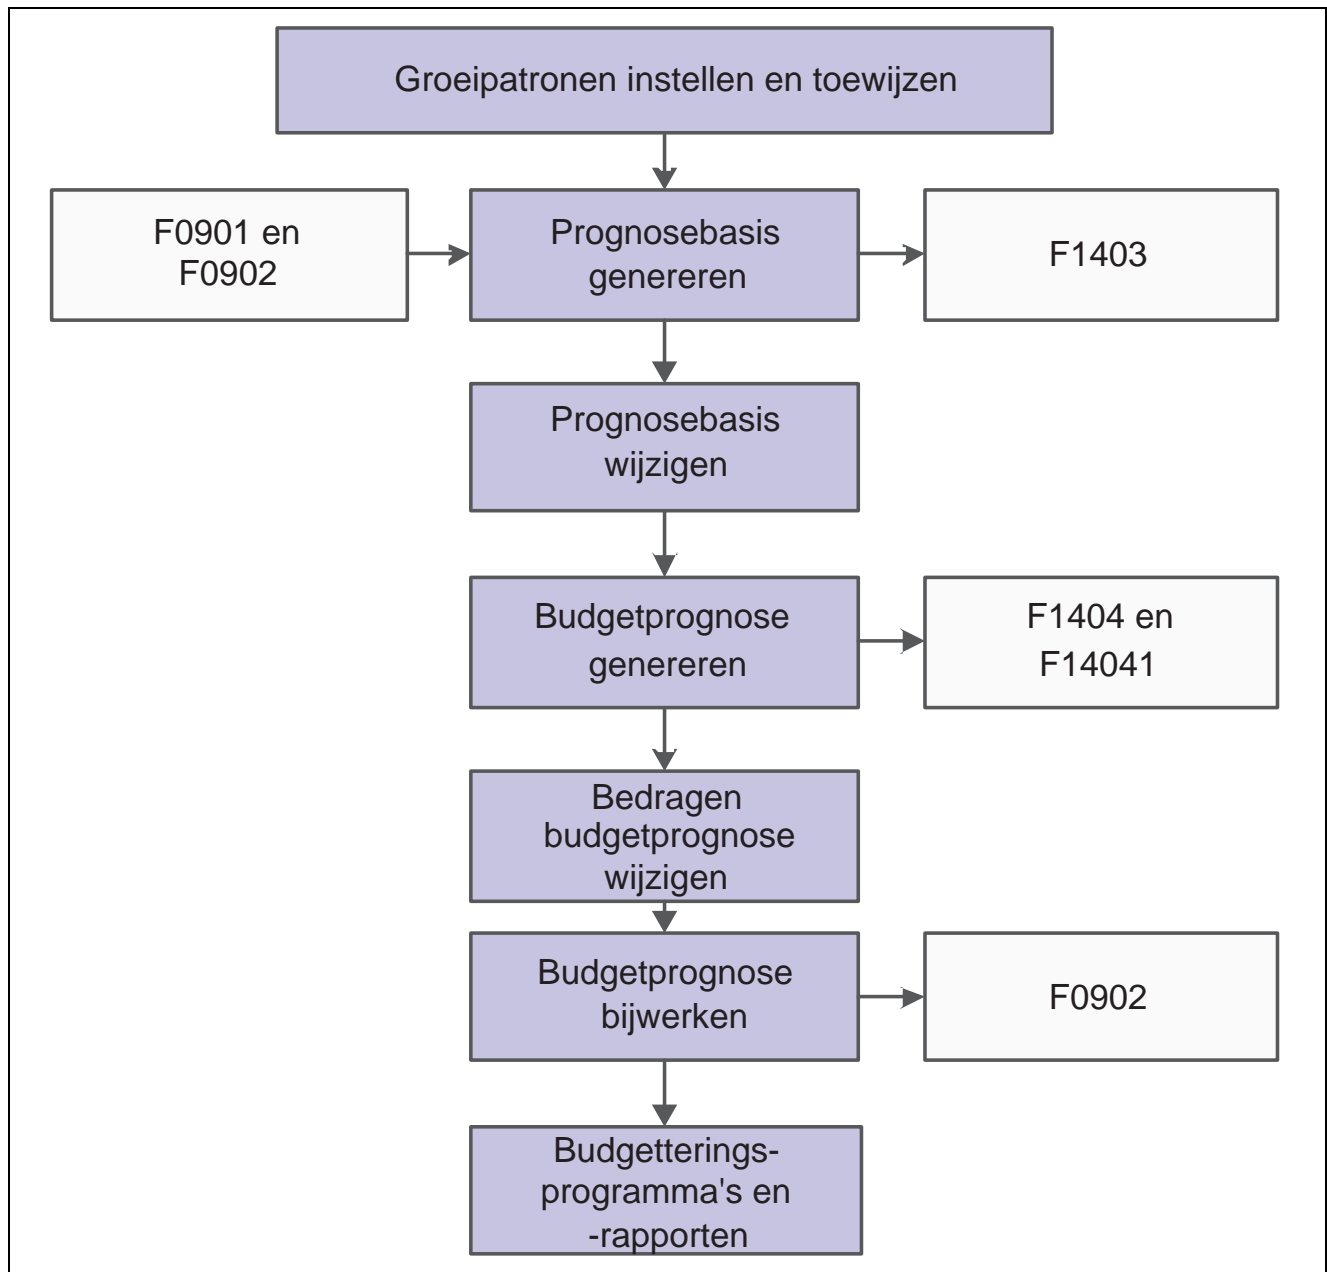 Groeipatronen instellen en toewijzen
F0901 en
F0902
Prognosebasis
genereren
F1403
Prognosebasis
wijzigen
Budgetprognose
genereren
F1404 en
F14041
Bedragen
budgetprognose
wijzigen
Budgetprognose
bijwerken
F0902
Budgetterings-
programma's en
-rapporten